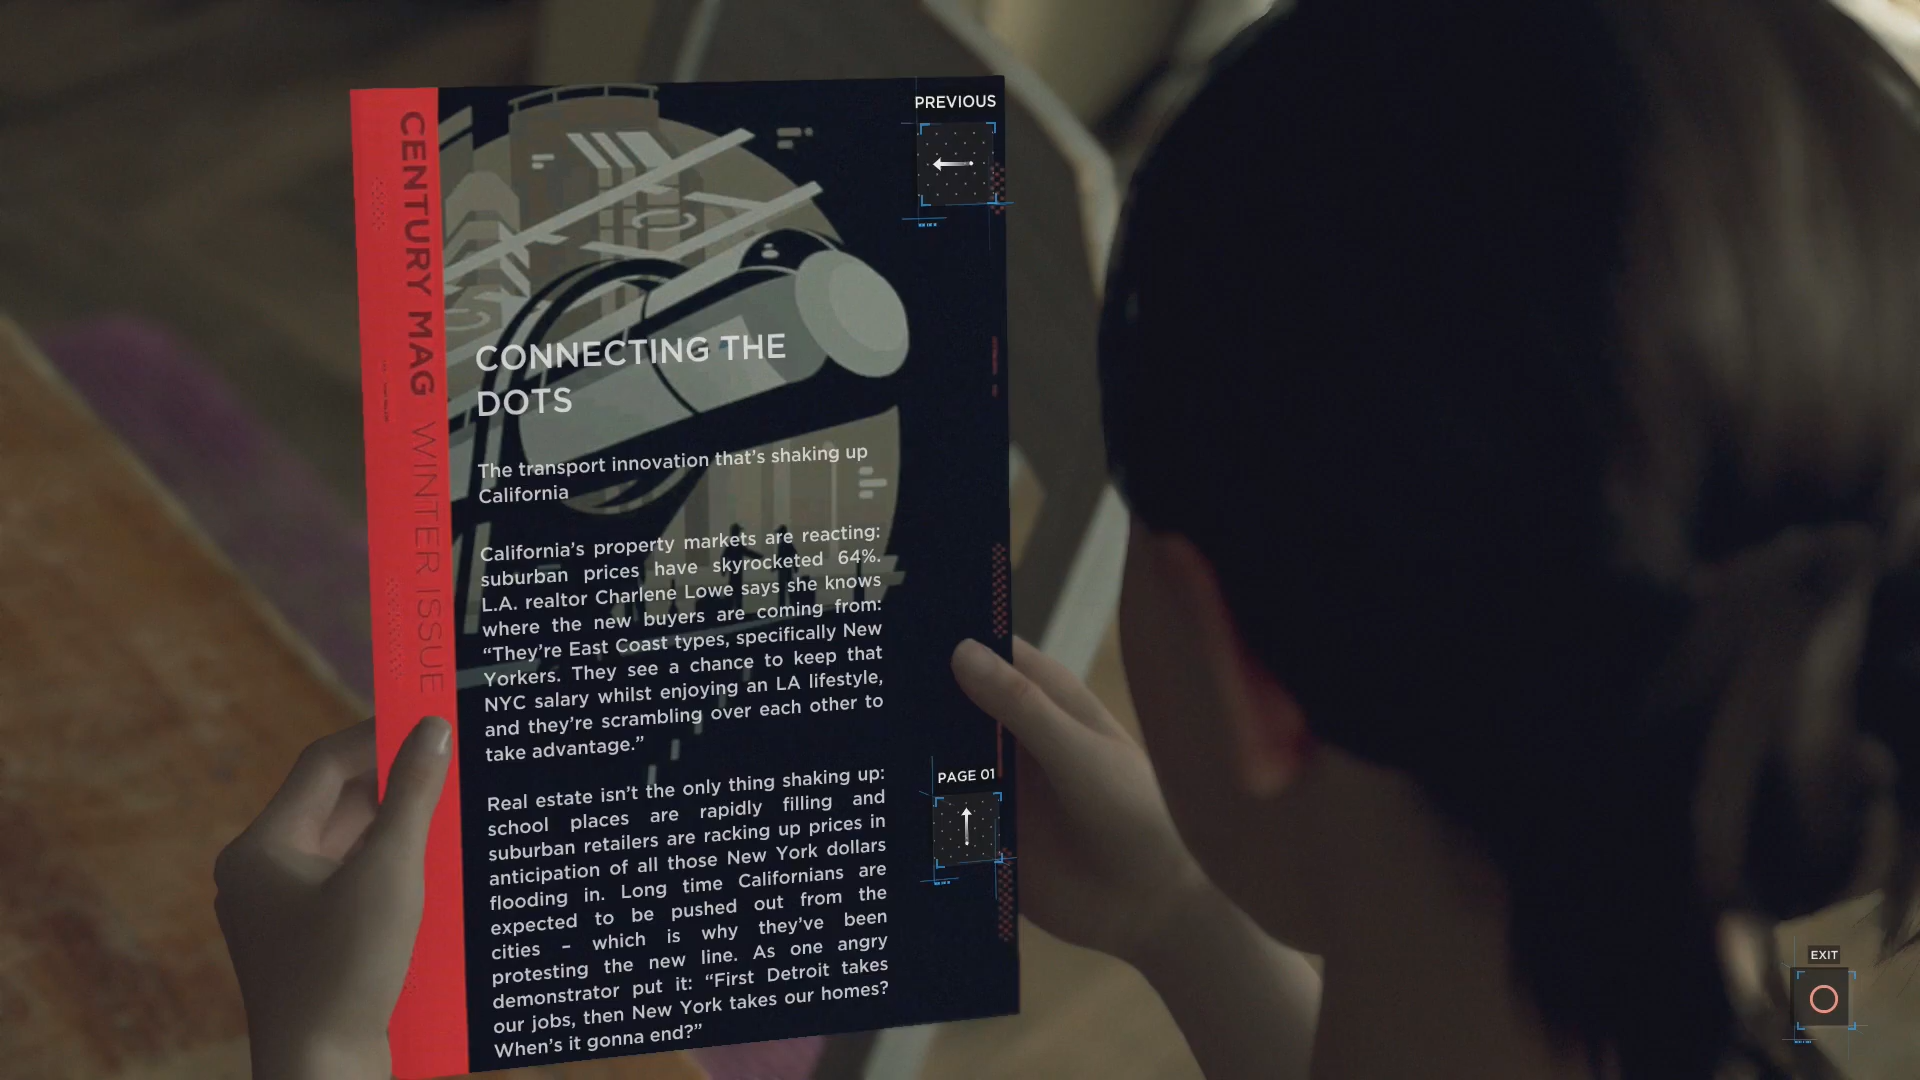 CENTURY MAG WINTER ISSUE
PREVIOUS
CONNECTING THE
DOTS
The transport innovation that's shaking up
California
California's property markets are reacting:
suburban prices have skyrocketed 64%.
L.A. realtor Charlene Lowe says she knows
where the new buyers are coming from:
“They're East Coast types, specifically New
Yorkers. They see a chance to keep that
NYC salary whilst enjoying an LA lifestyle,
and they're scrambling over each other to
take advantage.”
Real estate isn't the only thing shaking up:
school places are rapidly filling and
suburban retailers are racking up prices in
anticipation of all those New York dollars
flooding in. Long time Californians are
expected to be pushed out from the
cities – which is why they've been
protesting the new line. As one angry
demonstrator put it: “First Detroit takes
our jobs, then New York takes our homes?
When's it gonna end?”
PAGE 01
EXIT